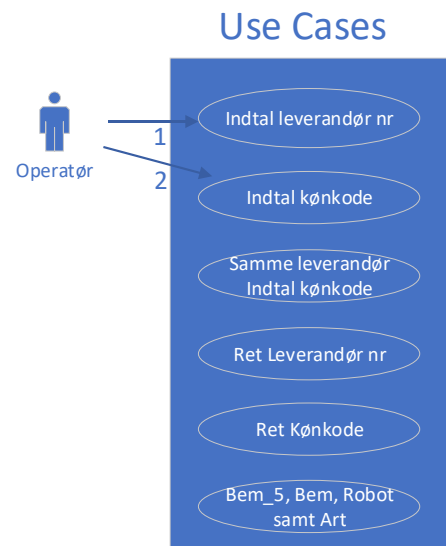 Use Cases
1
2
Operatør
Indtal leverandør nr
Indtal kønkode
Samme leverandør
Indtal kønkode
Ret Leverandør nr
Ret Kønkode
Bem_5, Bem, Robot
samt Art